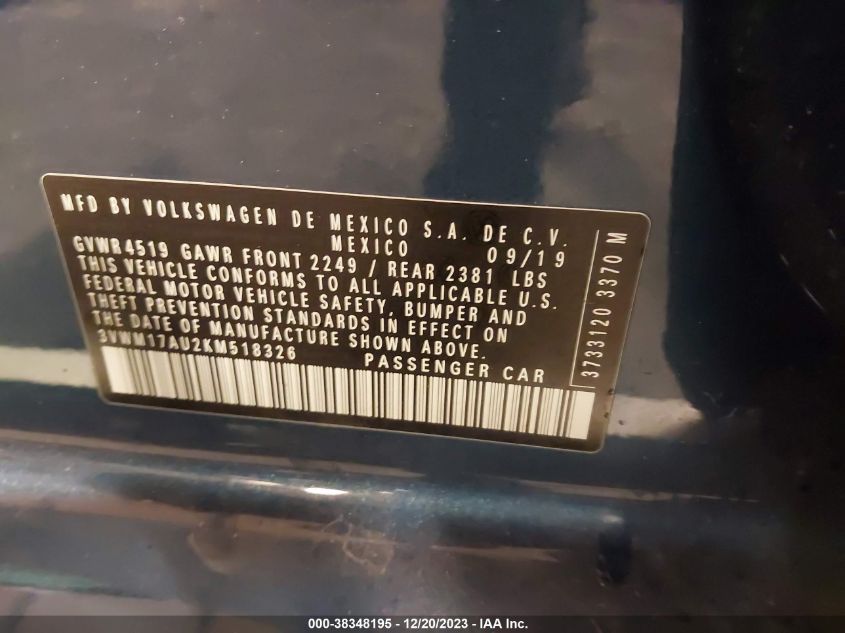 MFD BY VOLKSWAGEN DE MEXICO S.A. DE C.V.
MEXICO 09/19
GVWR4519 GAWR FRONT 2249 / REAR 2381 LBS
THIS VEHICLE CONFORMS TO ALL APPLICABLE U.S.
FEDERAL MOTOR VEHICLE SAFETY, BUMPER AND
THEFT PREVENTION STANDARDS IN EFFECT ON
THE DATE OF MANUFACTURE SHOWN ABOVE.
3VWM17AU2KM518326 PASSENGER CAR
3733120 3370 M
000-38348195 - 12/20/2023 - IAA Inc.